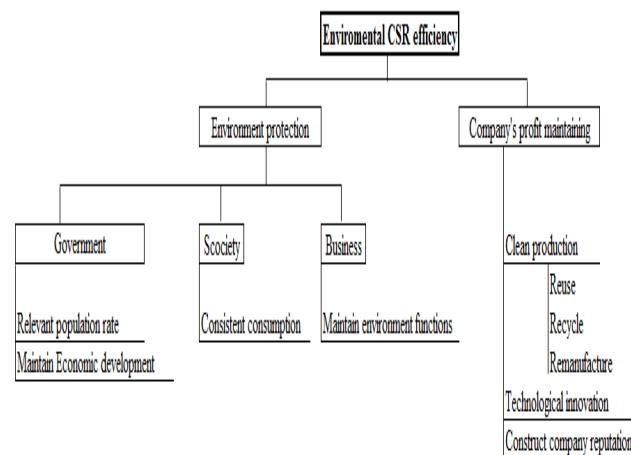 Enviromental CSR efficiency
Environment protection
Company's profit maintaining
Government
Scociety
Business
Clean production
Reuse
Relevant population rate
Consistent consumption
Maintain environment functions
Recycle
Maintain Economic development
Remanufacture
Technological innovation
Construct company reputation